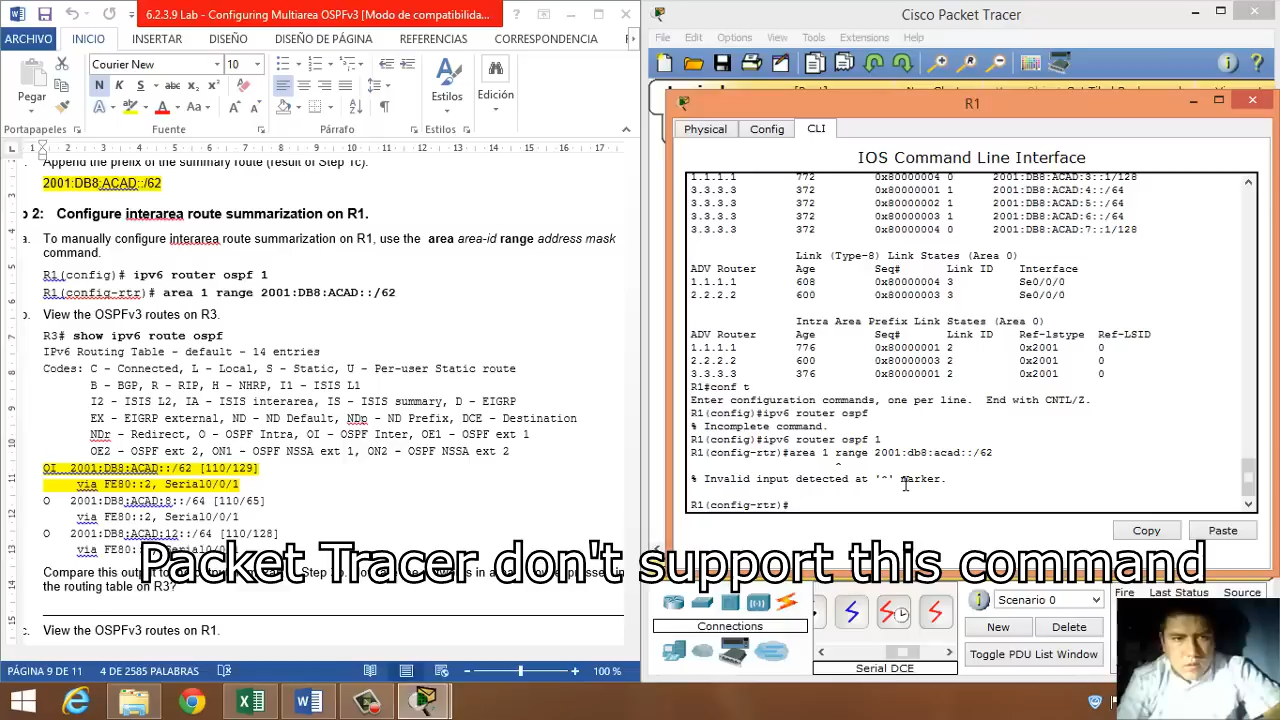 6.2.3.9 Lab - Configuring Multiarea OSPFv3 [Modo de compatibilida...
ARCHIVO INICIO INSERTAR DISEÑO DISEÑO DE PÁGINA REFERENCIAS CORRESPONDENCIA
Courier New 10
Pegar
N K S abc x₂ x²
Estilos
Edición
Portapapeles Fuente Párrafo Estilos
1 1 2 3 4 5 6 7 8 9 10 11 12 13 14 15 16 17
Append the prefix of the summary route (result of Step 1c).
2001:DB8:ACAD::/62
p 2: Configure interarea route summarization on R1.
a. To manually configure interarea route summarization on R1, use the area area-id range address mask
command.
R1(config)# ipv6 router ospf 1
R1(config-rtr)# area 1 range 2001:DB8:ACAD::/62
View the OSPFv3 routes on R3.
R3# show ipv6 route ospf
IPv6 Routing Table - default - 14 entries
Codes: C - Connected, L - Local, S - Static, U - Per-user Static route
B - BGP, R - RIP, H - NHRP, I1 - ISIS L1
I2 - ISIS L2, IA - ISIS interarea, IS - ISIS summary, D - EIGRP
EX - EIGRP external, ND - ND Default, NDp - ND Prefix, DCE - Destination
NDr - Redirect, O - OSPF Intra, OI - OSPF Inter, OE1 - OSPF ext 1
OE2 - OSPF ext 2, ON1 - OSPF NSSA ext 1, ON2 - OSPF NSSA ext 2
OI 2001:DB8:ACAD::/62 [110/129]
via FE80::2, Serial0/0/1
O 2001:DB8:ACAD:8::/64 [110/65]
via FE80::2, Serial0/0/1
O 2001:DB8:ACAD:12::/64 [110/128]
via
Compare this output
the routing table on R3?
c. View the OSPFv3 routes on R1.
PÁGINA 9 DE 11 4 DE 2585 PALABRAS 100 %
Cisco Packet Tracer
File Edit Options View Tools Extensions Help
R1
Physical Config CLI
IOS Command Line Interface
1.1.1.1 772 0x80000004 0 2001:DB8:ACAD:3::1/128
3.3.3.3 372 0x80000001 1 2001:DB8:ACAD:4::/64
3.3.3.3 372 0x80000002 1 2001:DB8:ACAD:5::/64
3.3.3.3 372 0x80000003 1 2001:DB8:ACAD:6::/64
3.3.3.3 372 0x80000004 0 2001:DB8:ACAD:7::1/128
Link (Type-8) Link States (Area 0)
ADV Router Age Seq# Link ID Interface
1.1.1.1 608 0x80000004 3 Se0/0/0
2.2.2.2 600 0x80000003 3 Se0/0/0
Intra Area Prefix Link States (Area 0)
ADV Router Age Seq# Link ID Ref-lstype Ref-LSID
1.1.1.1 776 0x80000001 2 0x2001 0
2.2.2.2 600 0x80000003 2 0x2001 0
3.3.3.3 376 0x80000001 2 0x2001 0
R1#conf t
Enter configuration commands, one per line. End with CNTL/Z.
R1(config)#ipv6 router ospf
% Incomplete command.
R1(config)#ipv6 router ospf 1
R1(config-rtr)#area 1 range 2001:db8:acad::/62
^
% Invalid input detected at '^' marker.
R1(config-rtr)#
Copy Paste
Packet Tracer don't support this command
Connections
Serial DCE
Scenario 0
New Delete
Toggle PDU List Window
Fire Last Status Source